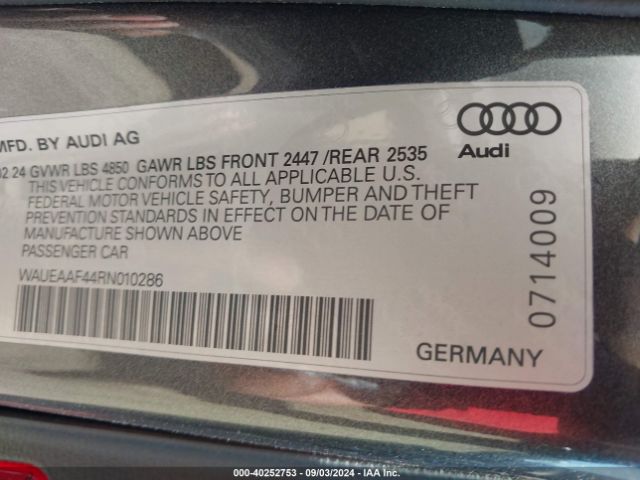 MFD. BY AUDI AG
02 24 GVWR LBS 4850 GAWR LBS FRONT 2447 /REAR 2535
THIS VEHICLE CONFORMS TO ALL APPLICABLE U.S.
FEDERAL MOTOR VEHICLE SAFETY, BUMPER AND THEFT
PREVENTION STANDARDS IN EFFECT ON THE DATE OF
MANUFACTURE SHOWN ABOVE
PASSENGER CAR
WAUEAAF44RN010286
Audi
0714009
GERMANY
000-40252753 - 09/03/2024 - © IAA Inc.